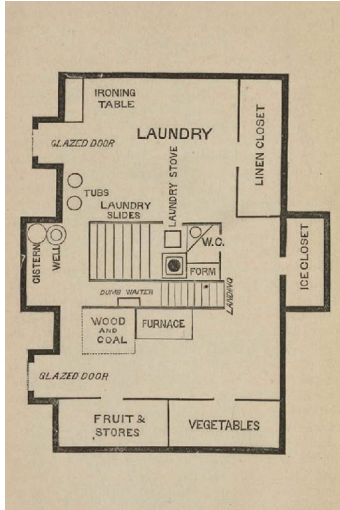 IRONING
TABLE
LAUNDRY
GLAZED DOOR
LINEN CLOSET
LAUNDRY STOVE
TUBS
LAUNDRY
SLIDES
W.C.
CISTERN
WELL
ICE CLOSET
FORM
DUMB WAITER
LANDING
WOOD
AND
COAL
FURNACE
GLAZED DOOR
FRUIT &
STORES
VEGETABLES